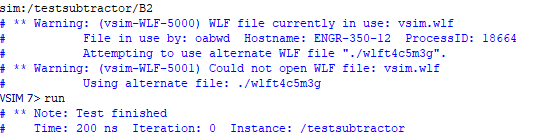 sim:/testsubtractor/B2
# ** Warning: (vsim-WLF-5000) WLF file currently in use: vsim.wlf
#          File in use by: oabwd  Hostname: ENGR-350-12  ProcessID: 18664
#          Attempting to use alternate WLF file "./wlft4c5m3g".
# ** Warning: (vsim-WLF-5001) Could not open WLF file: vsim.wlf
#          Using alternate file: ./wlft4c5m3g
VSIM 7> run
# ** Note: Test finished
#    Time: 200 ns  Iteration: 0  Instance: /testsubtractor